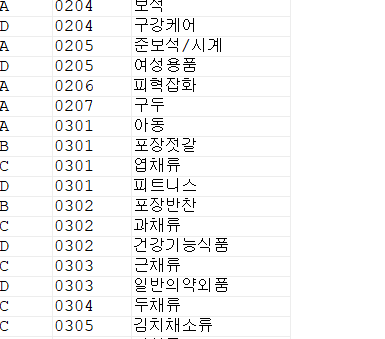 A 0204 보석
D 0204 구강케어
A 0205 준보석/시계
D 0205 여성용품
A 0206 피혁잡화
A 0207 구두
A 0301 아동
B 0301 포장젓갈
C 0301 엽채류
D 0301 피트니스
B 0302 포장반찬
C 0302 과채류
D 0302 건강기능식품
C 0303 근채류
D 0303 일반의약외품
C 0304 두채류
C 0305 김치채소류